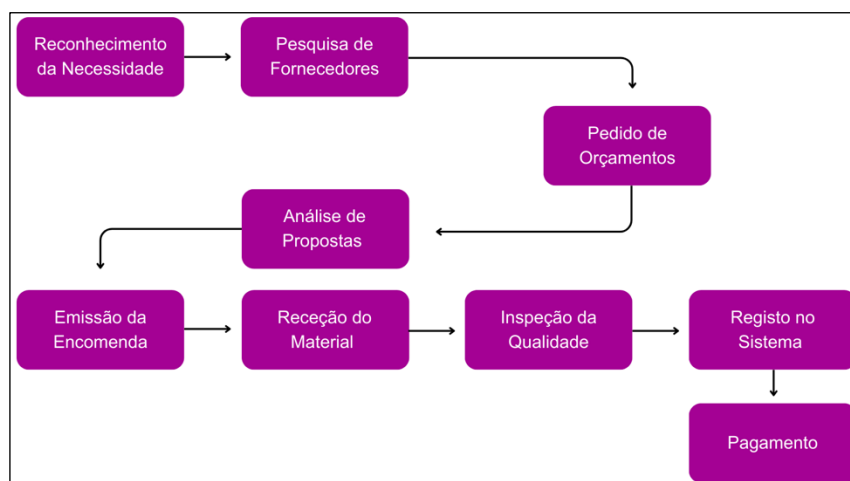 Reconhecimento
da Necessidade
Pesquisa de
Fornecedores
Pedido de
Orçamentos
Análise de
Propostas
Emissão da
Encomenda
Receção do
Material
Inspeção da
Qualidade
Registo no
Sistema
Pagamento